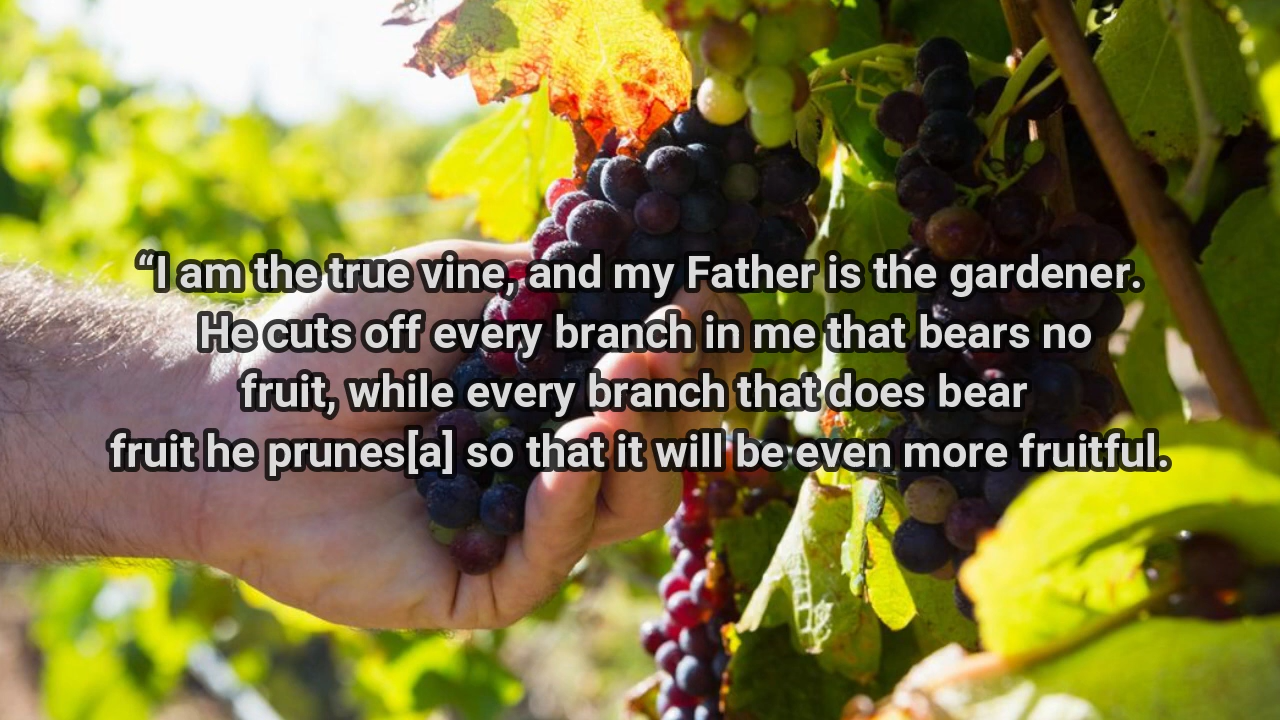 “I am the true vine, and my Father is the gardener.
He cuts off every branch in me that bears no
fruit, while every branch that does bear
fruit he prunes[a] so that it will be even more fruitful.